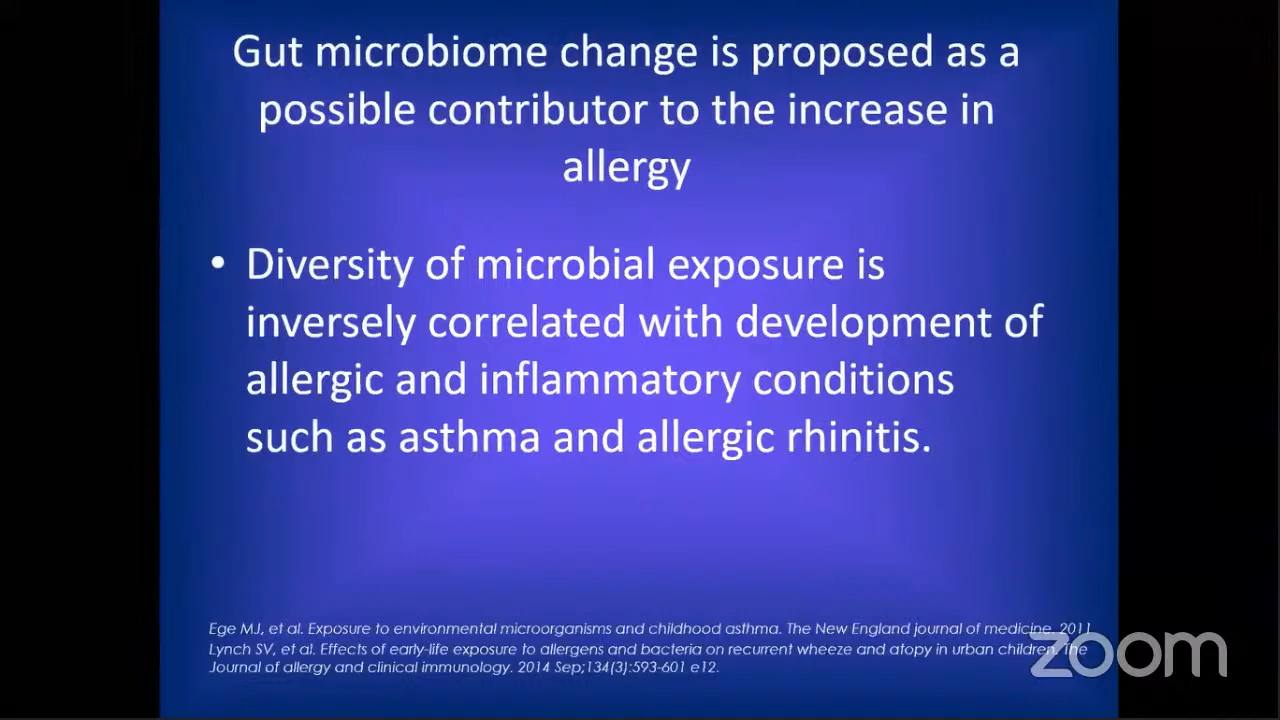 Gut microbiome change is proposed as a
possible contributor to the increase in
allergy
• Diversity of microbial exposure is
inversely correlated with development of
allergic and inflammatory conditions
such as asthma and allergic rhinitis.
Ege MJ, et al. Exposure to environmental microorganisms and childhood asthma. The New England journal of medicine. 2011
Lynch SV, et al. Effects of early-life exposure to allergens and bacteria on recurrent wheeze and atopy in urban children. The
Journal of allergy and clinical immunology. 2014 Sep;134(3):593-601 e12.
zoom